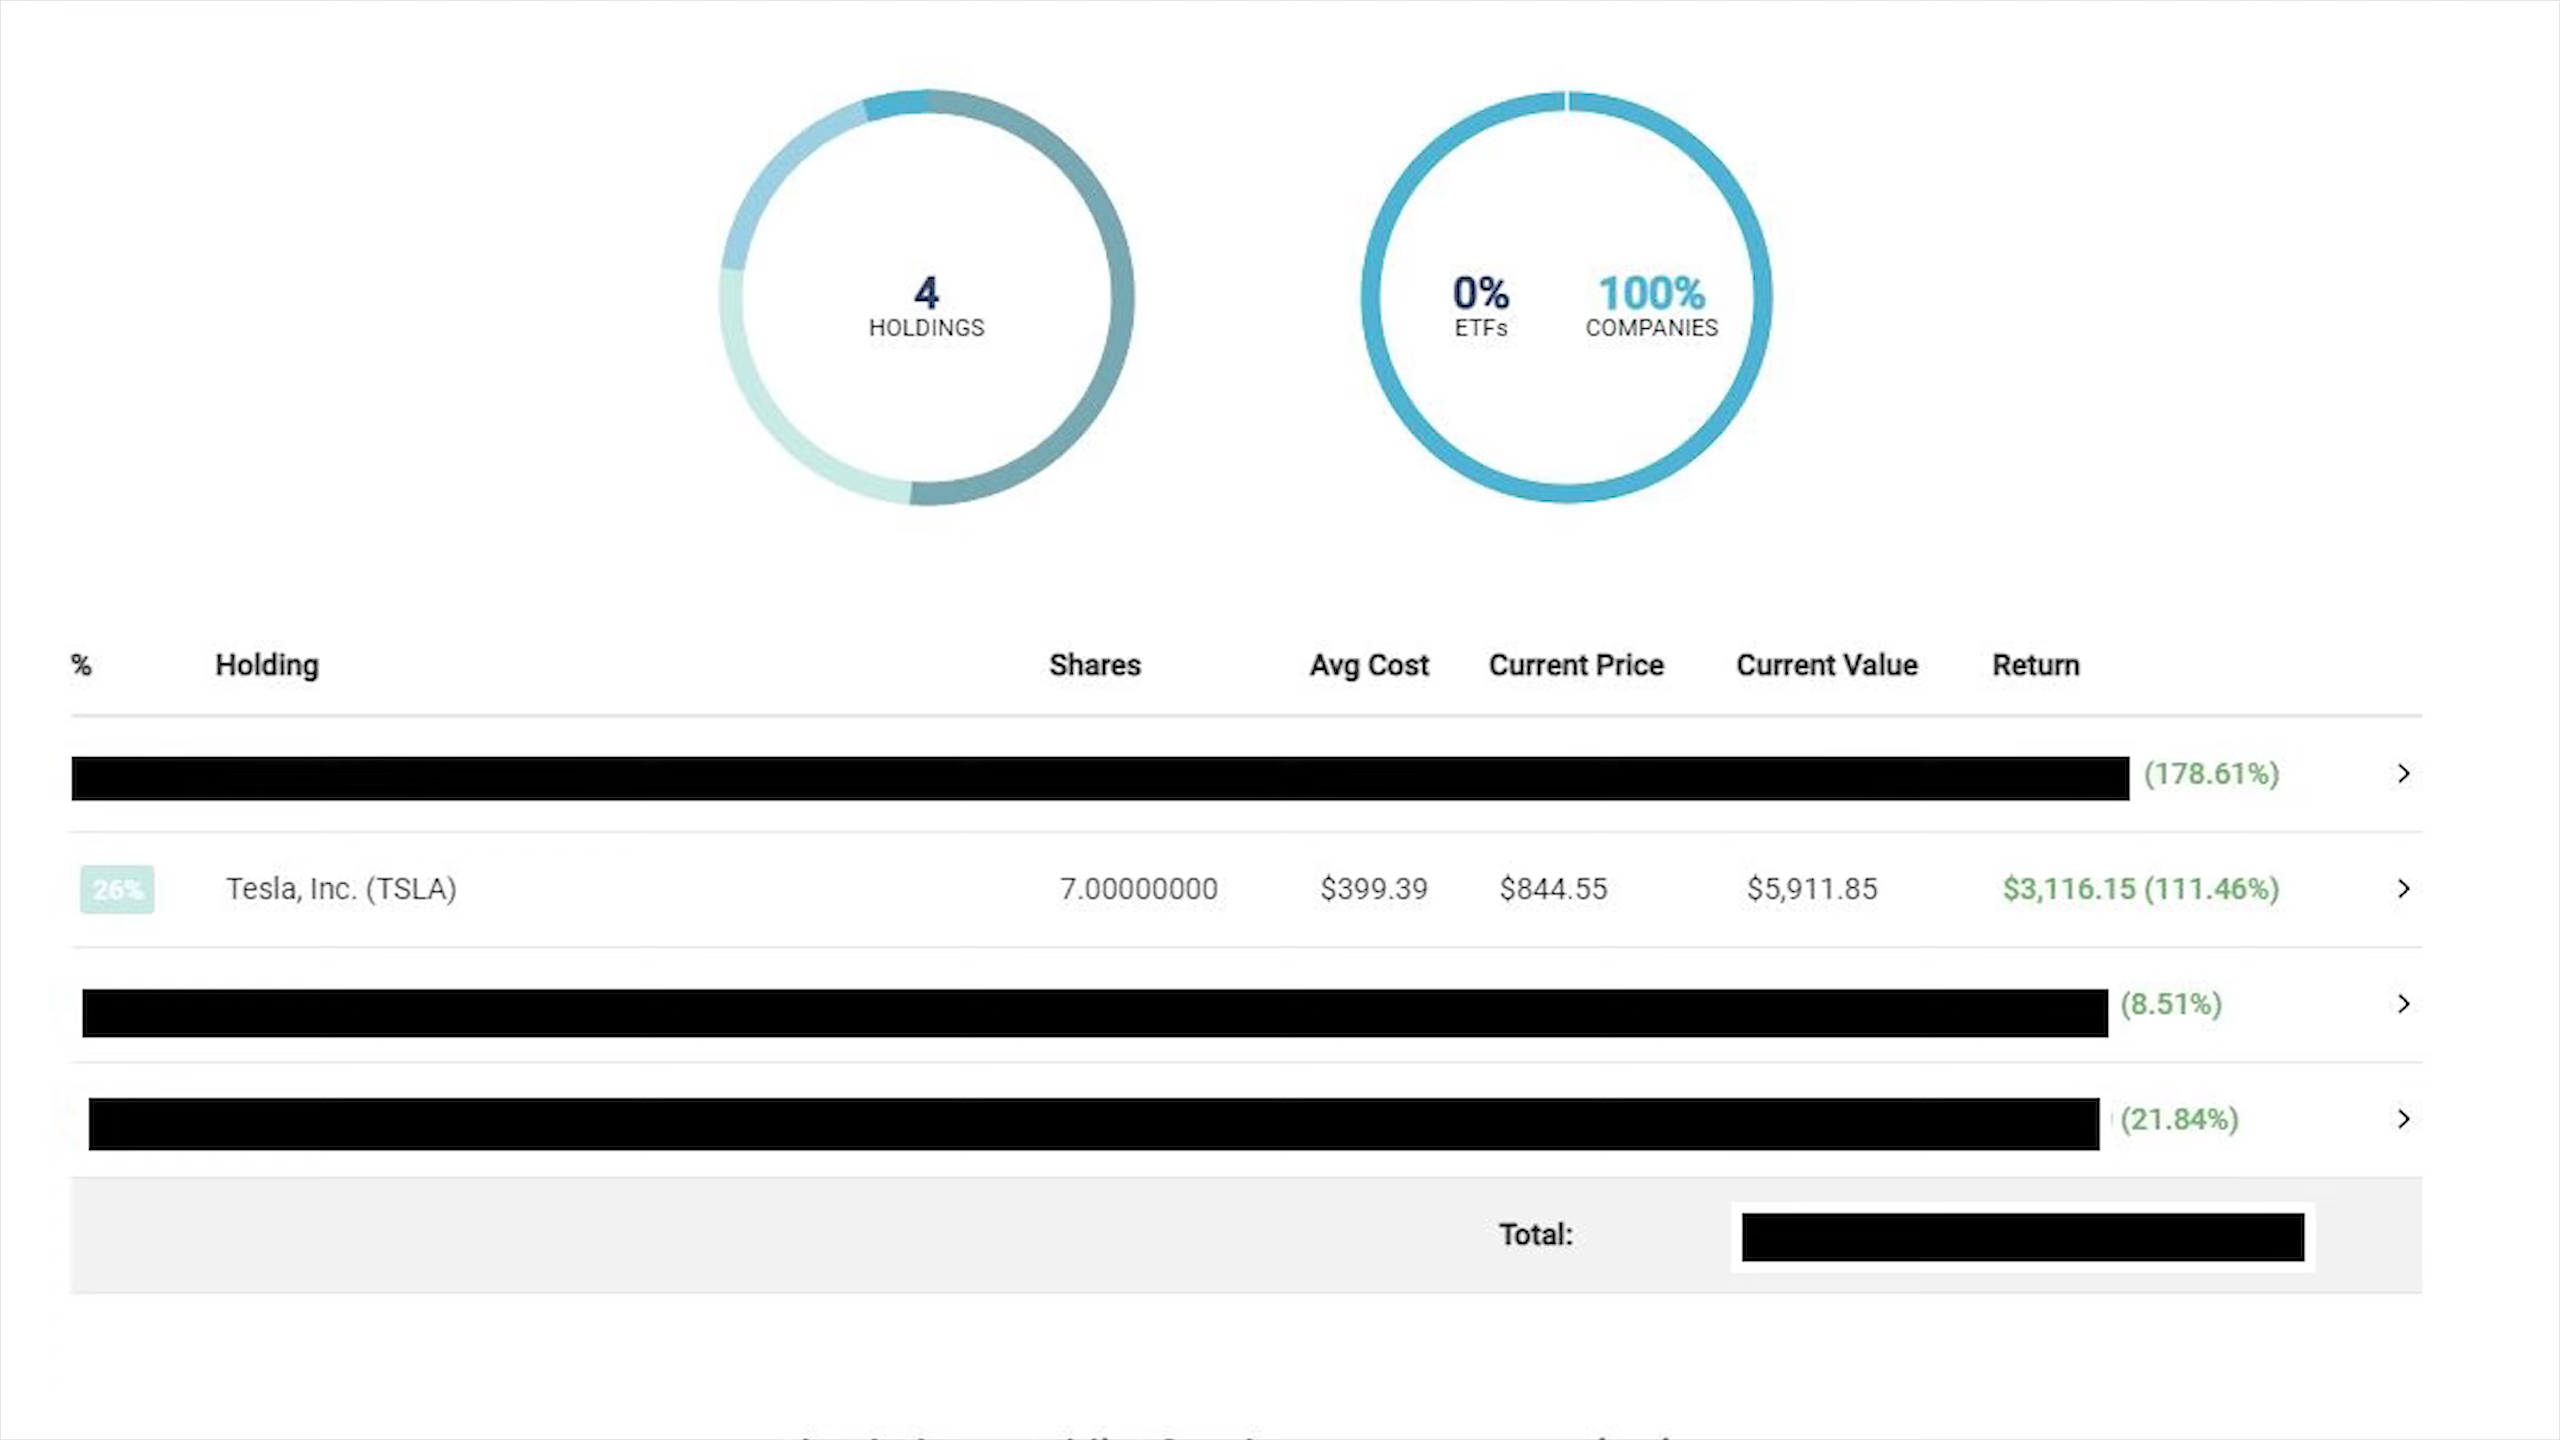 4
HOLDINGS
0% 100%
ETFs COMPANIES
% Holding Shares Avg Cost Current Price Current Value Return
(178.61%)
26% Tesla, Inc. (TSLA) 7.00000000 $399.39 $844.55 $5,911.85 $3,116.15 (111.46%)
(8.51%)
(21.84%)
Total: